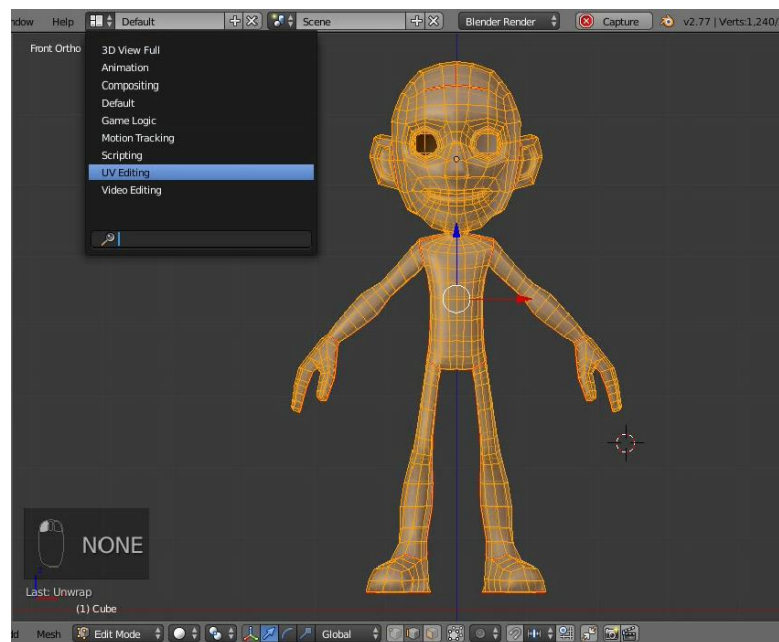 Help Default Scene Blender Render Capture v2.77 | Verts:1,240/
Front Ortho
3D View Full
Animation
Compositing
Default
Game Logic
Motion Tracking
Scripting
UV Editing
Video Editing
NONE
Last: Unwrap
(1) Cube
Mesh Edit Mode Global